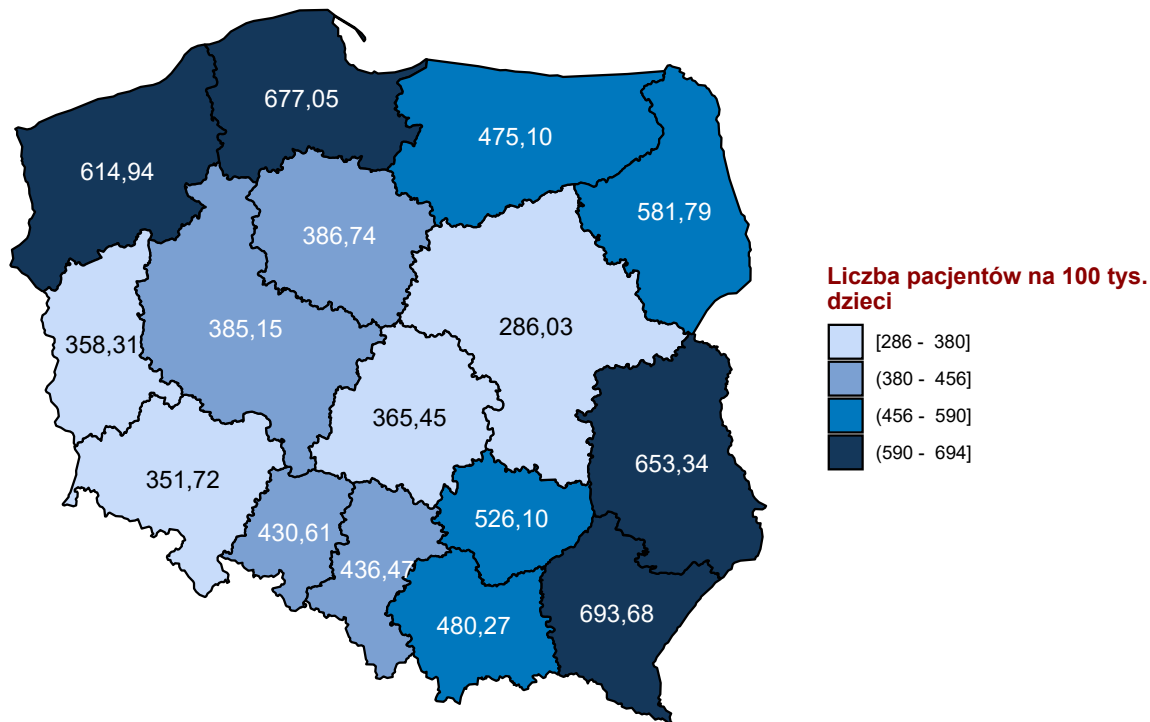 677,05
475,10
614,94
581,79
386,74
385,15
286,03
358,31
365,45
351,72
653,34
526,10
430,61
436,47
693,68
480,27
Liczba pacjentów na 100 tys.
dzieci
[286 - 380]
(380 - 456]
(456 - 590]
(590 - 694]